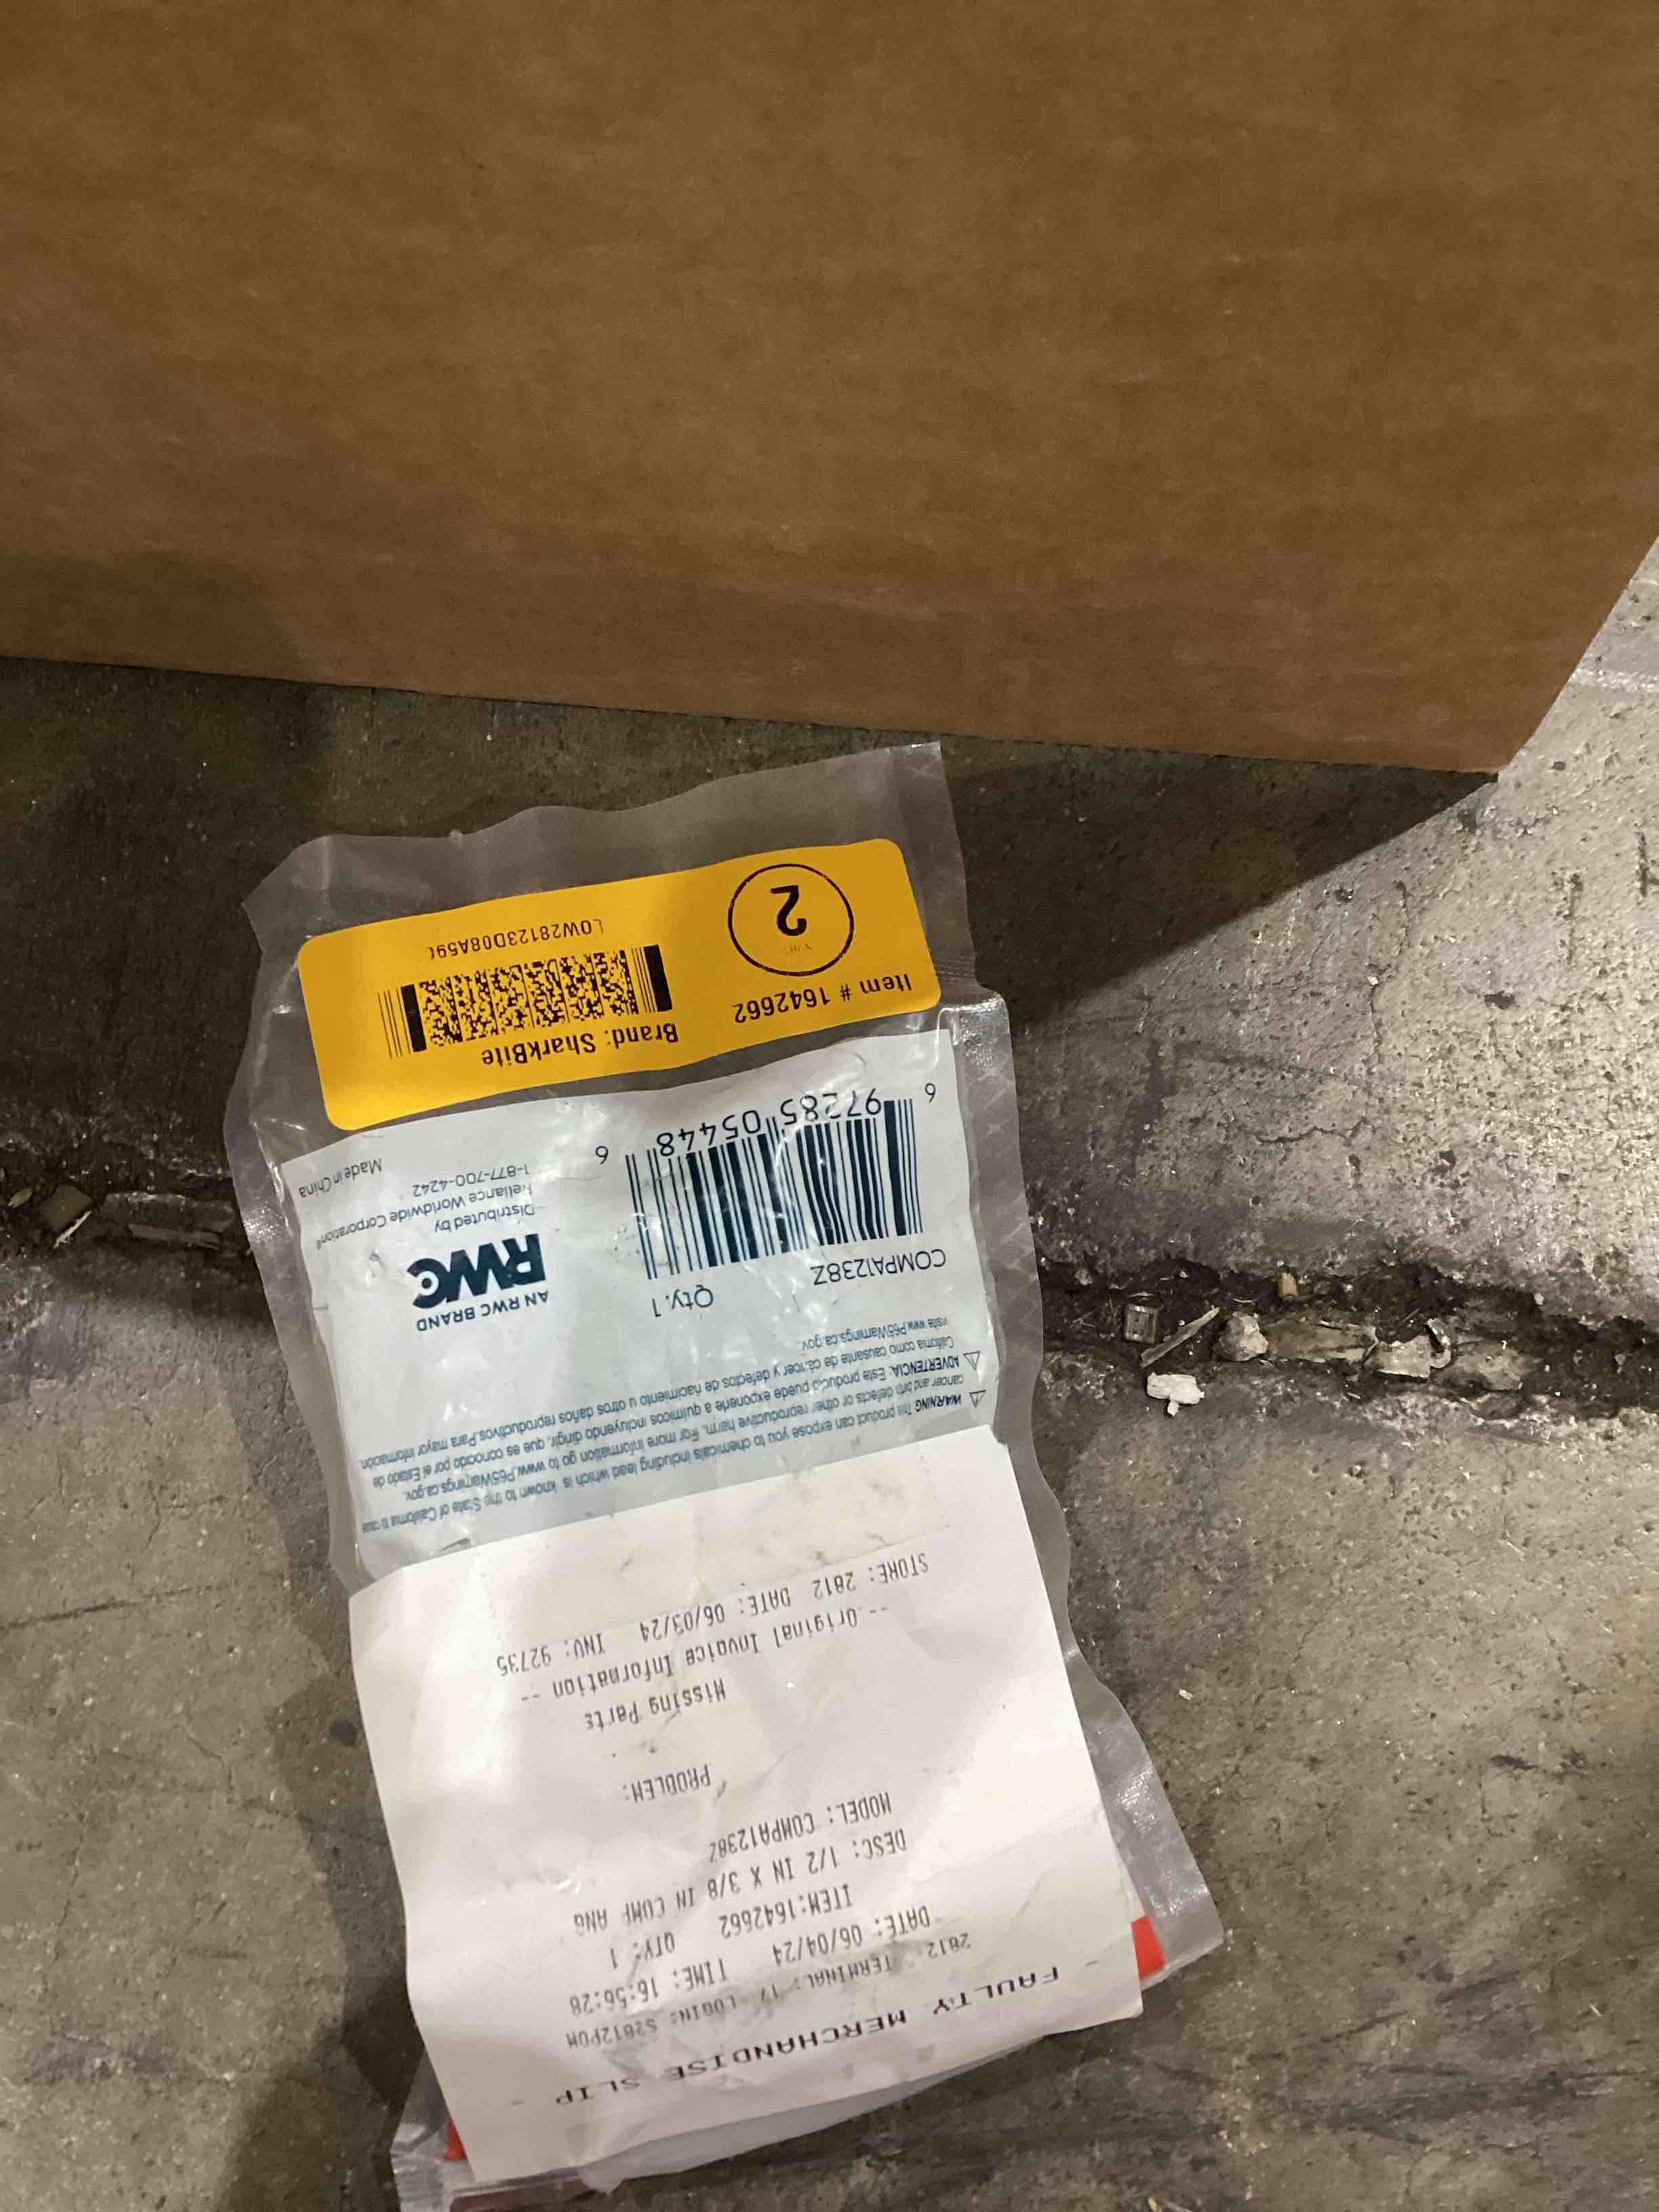 - FAULTY MERCHANDISE SLIP -
2812 TERMINAL: 17 LOGIN: S2812POM
DATE: 06/04/24 TIME: 16:56:28
ITEM:1642662 QTY: 1
DESC: 1/2 IN X 3/8 IN COMP ANG
MODEL: COMPA1238Z
PROBLEM:
Missing Parts
-- Original Invoice Information --
STORE: 2812 DATE: 06/03/24 INV: 92735
WARNING This product can expose you to chemicals including lead which is known to the State of California to cause
cancer and birth defects or other reproductive harm. For more information go to www.P65Warnings.ca.gov.
ADVERTENCIA: Este producto puede exponerle a químicos incluyendo dirigir, que es conocido por el Estado de
California como causante de cáncer y defectos de nacimiento u otros daños reproductivos. Para mayor información,
visita www.P65Warnings.ca.gov.
COMPA1238Z Qty.1
6 97285 05448 6
AN RWC BRAND
RWC
Distributed by
Reliance Worldwide Corporation®
1-877-700-4242
Made in China
Item # 1642662
Brand: SharkBite
2
LOW28123D08A59(